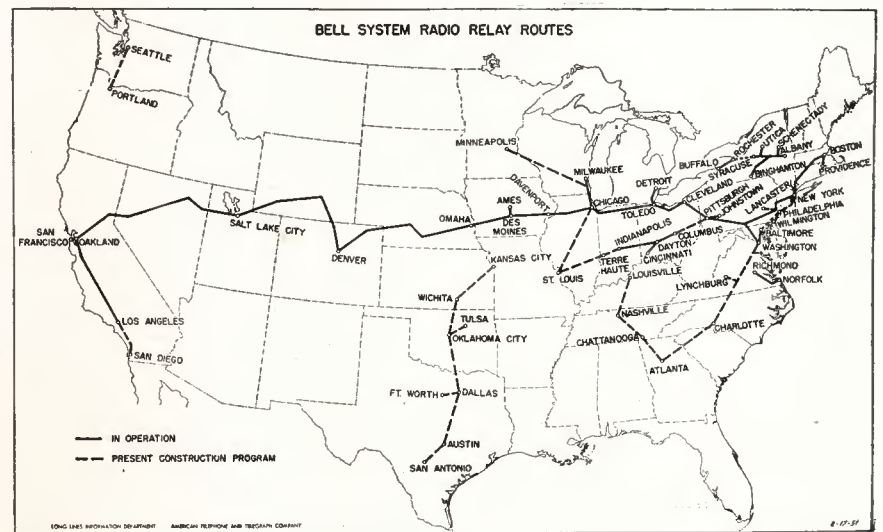 BELL SYSTEM RADIO RELAY ROUTES
SEATTLE
PORTLAND
MINNEAPOLIS
MILWAUKEE
DETROIT
BUFFALO
ROCHESTER
SYRACUSE
UTICA
SCHENECTADY
ALBANY
BINGHAMTON
BOSTON
PROVIDENCE
CLEVELAND
DAVENPORT
CHICAGO
TOLEDO
PITTSBURGH
JOHNSTOWN
LANCASTER
NEW YORK
PHILADELPHIA
WILMINGTON
BALTIMORE
WASHINGTON
AMES
OMAHA
DES
MOINES
SALT LAKE CITY
SAN
FRANCISCO
OAKLAND
DENVER
INDIANAPOLIS
COLUMBUS
DAYTON
CINCINNATI
TERRE
HAUTE
ST. LOUIS
LOUISVILLE
KANSAS CITY
RICHMOND
NORFOLK
LYNCHBURG
WICHITA
TULSA
OKLAHOMA CITY
NASHVILLE
CHATTANOOGA
CHARLOTTE
ATLANTA
LOS ANGELES
SAN DIEGO
FT. WORTH
DALLAS
AUSTIN
SAN ANTONIO
IN OPERATION
PRESENT CONSTRUCTION PROGRAM
LONG LINES INFORMATION DEPARTMENT AMERICAN TELEPHONE AND TELEGRAPH COMPANY
8-17-51